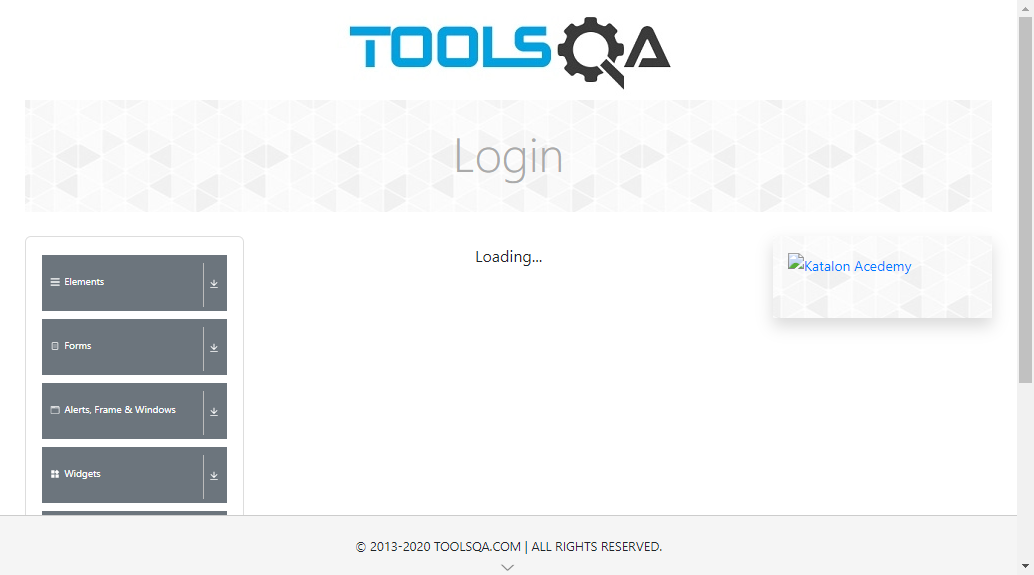 TOOLSQA
Login
Elements
Forms
Alerts, Frame & Windows
Widgets
Loading...
Katalon Acedemy
© 2013-2020 TOOLSQA.COM | ALL RIGHTS RESERVED.